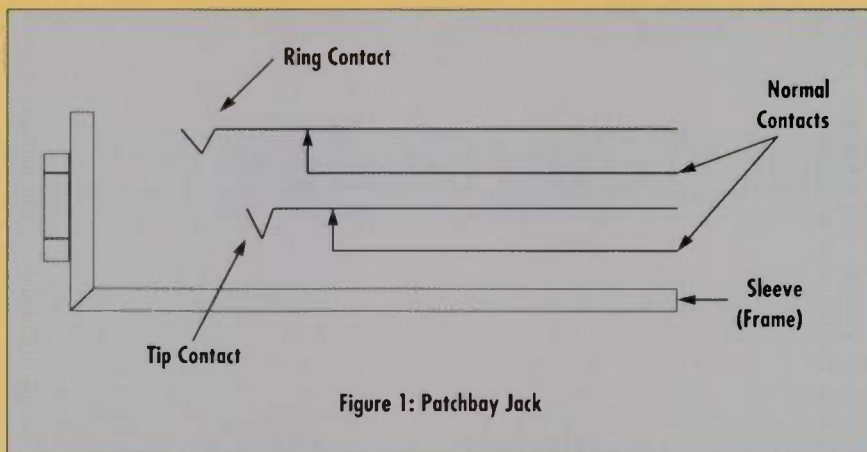 Ring Contact
Normal
Contacts
Sleeve
(Frame)
Tip Contact
Figure 1: Patchbay Jack